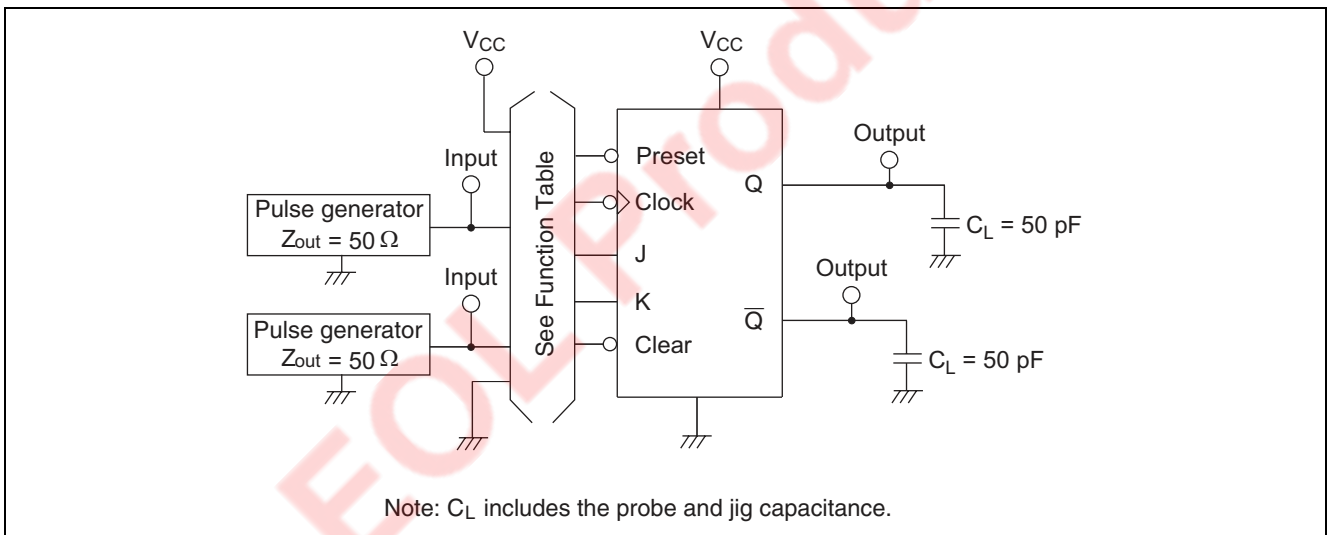 VCC
VCC
Input
Pulse generator
Zout = 50 Ω
Input
Pulse generator
Zout = 50 Ω
See Function Table
Preset
Clock
J
K
Clear
Q
Q̅
Output
CL = 50 pF
Output
CL = 50 pF
Note: CL includes the probe and jig capacitance.
EOL Produ